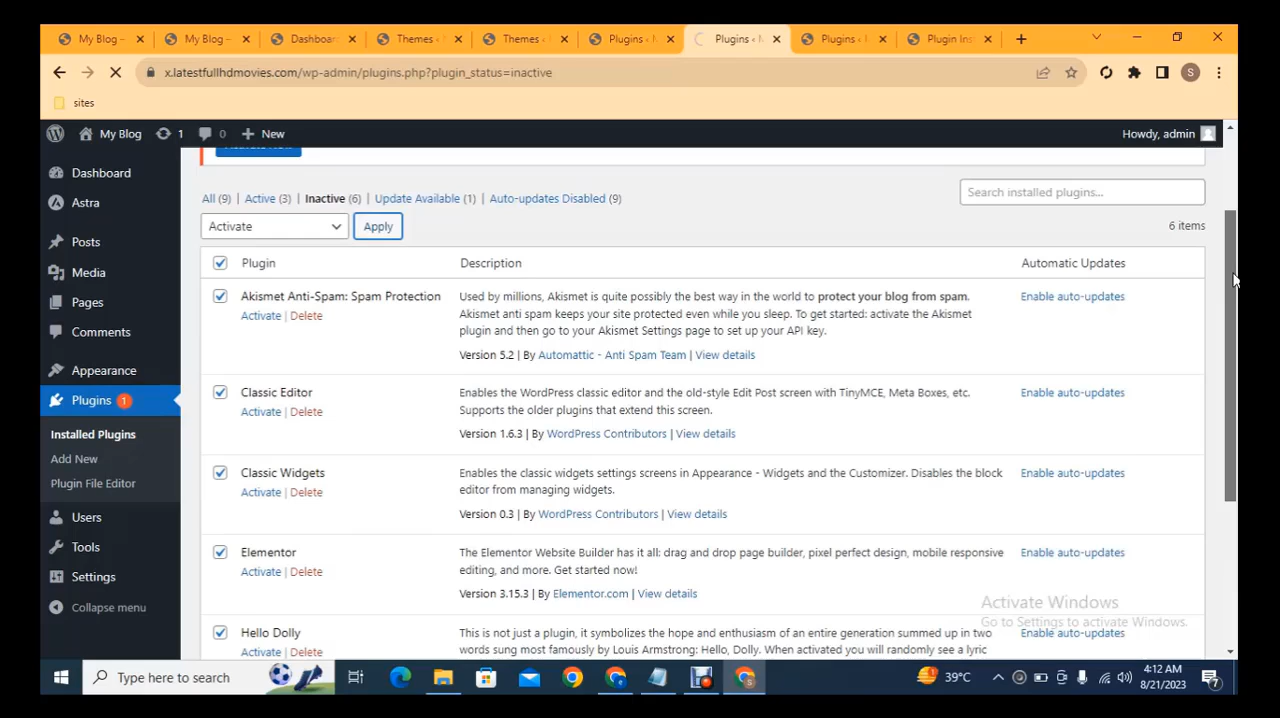 My Blog –
My Blog –
Dashboar
Themes ‹
Themes ‹
Plugins ‹ M
Plugins ‹ M
Plugins ‹ M
Plugin Ins
x.latestfullhdmovies.com/wp-admin/plugins.php?plugin_status=inactive
S
sites
My Blog
1
0
New
Howdy, admin
Dashboard
Astra
Posts
Media
Pages
Comments
Appearance
Plugins 1
Installed Plugins
Add New
Plugin File Editor
Users
Tools
Settings
Collapse menu
All (9) | Active (3) | Inactive (6) | Update Available (1) | Auto-updates Disabled (9)
Search installed plugins...
Activate
Apply
6 items
Plugin
Description
Automatic Updates
Akismet Anti-Spam: Spam Protection
Activate | Delete
Used by millions, Akismet is quite possibly the best way in the world to protect your blog from spam.
Akismet anti spam keeps your site protected even while you sleep. To get started: activate the Akismet
plugin and then go to your Akismet Settings page to set up your API key.
Version 5.2 | By Automattic - Anti Spam Team | View details
Enable auto-updates
Classic Editor
Activate | Delete
Enables the WordPress classic editor and the old-style Edit Post screen with TinyMCE, Meta Boxes, etc.
Supports the older plugins that extend this screen.
Version 1.6.3 | By WordPress Contributors | View details
Enable auto-updates
Classic Widgets
Activate | Delete
Enables the classic widgets settings screens in Appearance - Widgets and the Customizer. Disables the block
editor from managing widgets.
Version 0.3 | By WordPress Contributors | View details
Enable auto-updates
Elementor
Activate | Delete
The Elementor Website Builder has it all: drag and drop page builder, pixel perfect design, mobile responsive
editing, and more. Get started now!
Version 3.15.3 | By Elementor.com | View details
Enable auto-updates
Hello Dolly
Activate | Delete
This is not just a plugin, it symbolizes the hope and enthusiasm of an entire generation summed up in two
words sung most famously by Louis Armstrong: Hello, Dolly. When activated you will randomly see a lyric
Enable auto-updates
Activate Windows
Go to Settings to activate Windows.
Type here to search
39°C
4:12 AM
8/21/2023
7